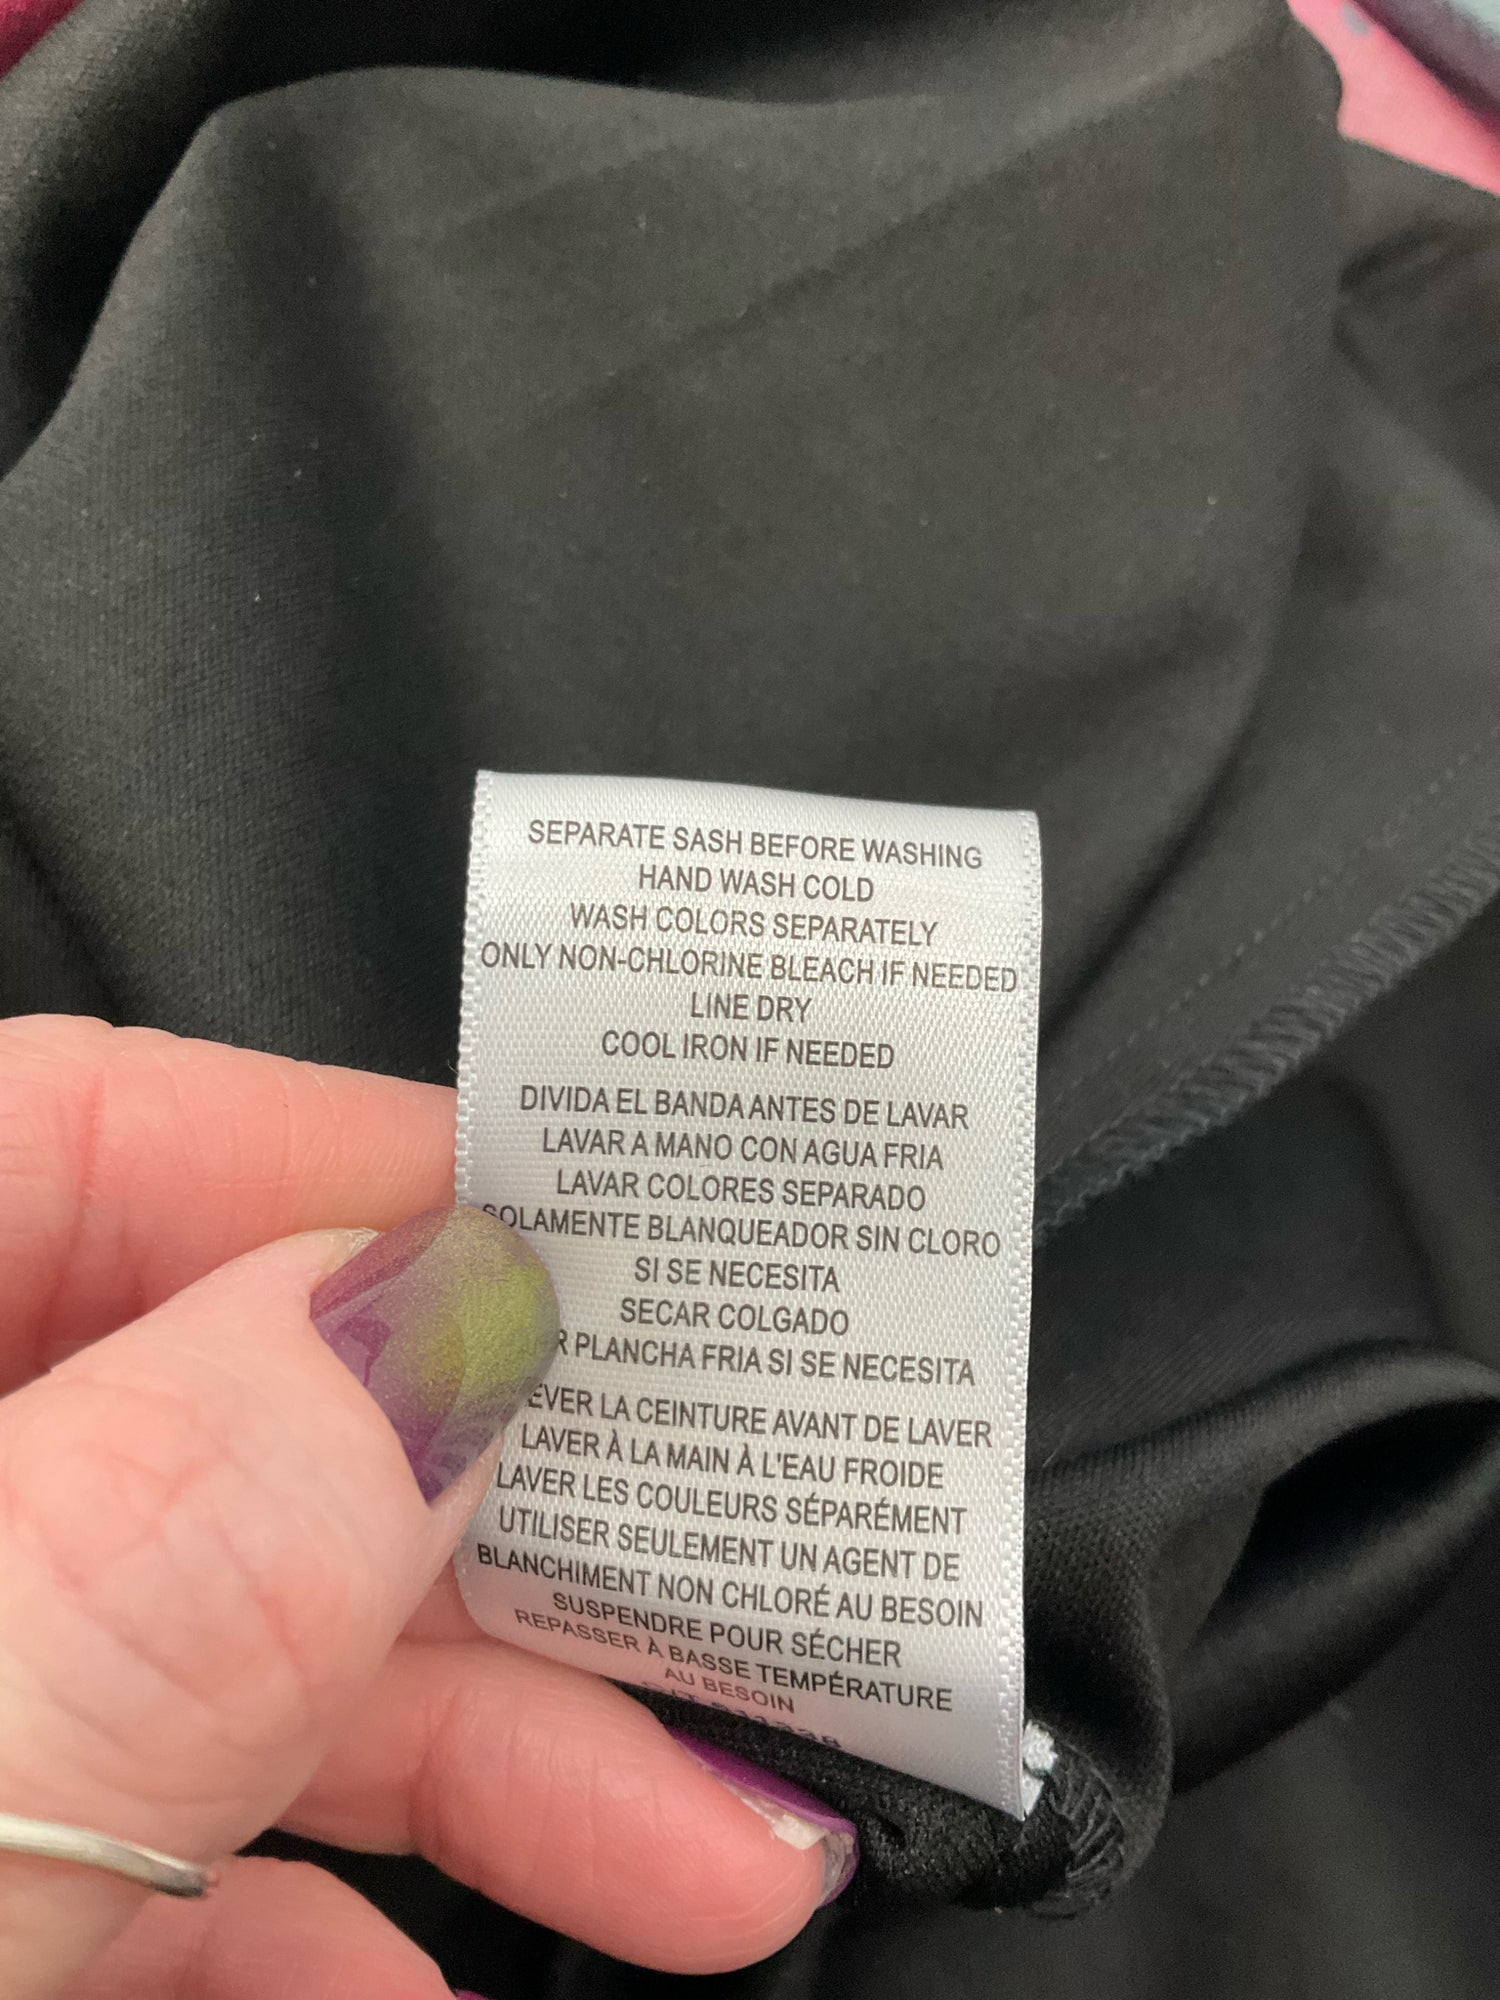 SEPARATE SASH BEFORE WASHING
HAND WASH COLD
WASH COLORS SEPARATELY
ONLY NON-CHLORINE BLEACH IF NEEDED
LINE DRY
COOL IRON IF NEEDED
DIVIDA EL BANDA ANTES DE LAVAR
LAVAR A MANO CON AGUA FRIA
LAVAR COLORES SEPARADO
SOLAMENTE BLANQUEADOR SIN CLORO
SI SE NECESITA
SECAR COLGADO
PLANCHA FRIA SI SE NECESITA
LA CEINTURE AVANT DE LAVER
LAVER À LA MAIN À L'EAU FROIDE
LAVER LES COULEURS SÉPARÉMENT
UTILISER SEULEMENT UN AGENT DE
BLANCHIMENT NON CHLORÉ AU BESOIN
SUSPENDRE POUR SÉCHER
REPASSER À BASSE TEMPÉRATURE
AU BESOIN